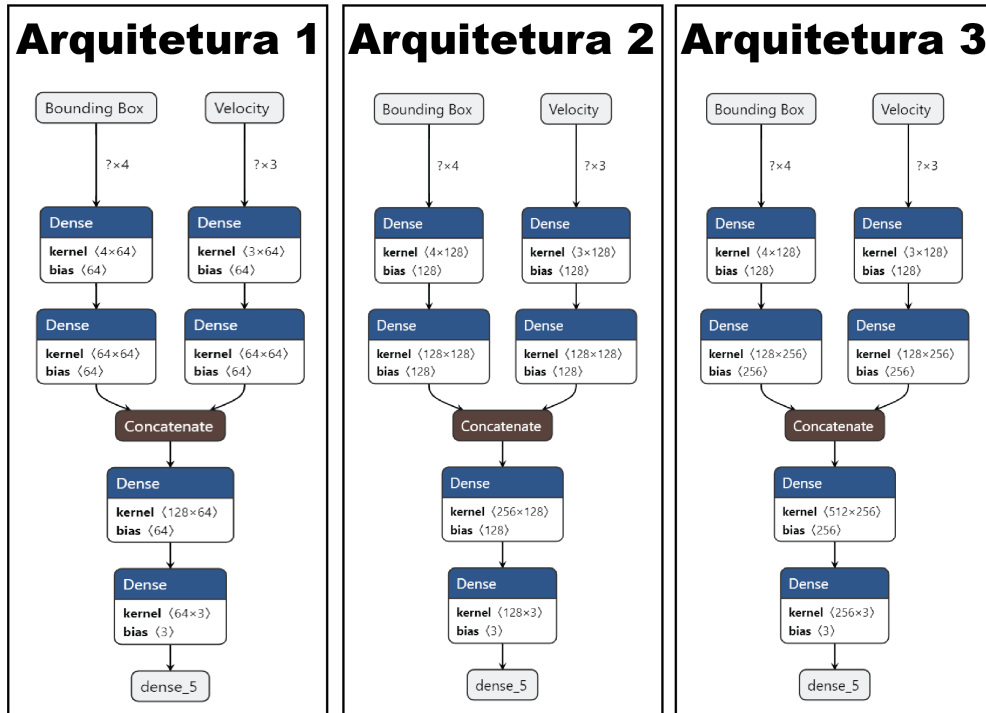 Arquitetura 1
Bounding Box
Velocity
?×4
?×3
Dense
kernel ⟨4×64⟩
bias ⟨64⟩
Dense
kernel ⟨3×64⟩
bias ⟨64⟩
Dense
kernel ⟨64×64⟩
bias ⟨64⟩
Dense
kernel ⟨64×64⟩
bias ⟨64⟩
Concatenate
Dense
kernel ⟨128×64⟩
bias ⟨64⟩
Dense
kernel ⟨64×3⟩
bias ⟨3⟩
dense_5
Arquitetura 2
Bounding Box
Velocity
?×4
?×3
Dense
kernel ⟨4×128⟩
bias ⟨128⟩
Dense
kernel ⟨3×128⟩
bias ⟨128⟩
Dense
kernel ⟨128×128⟩
bias ⟨128⟩
Dense
kernel ⟨128×128⟩
bias ⟨128⟩
Concatenate
Dense
kernel ⟨256×128⟩
bias ⟨128⟩
Dense
kernel ⟨128×3⟩
bias ⟨3⟩
dense_5
Arquitetura 3
Bounding Box
Velocity
?×4
?×3
Dense
kernel ⟨4×128⟩
bias ⟨128⟩
Dense
kernel ⟨3×128⟩
bias ⟨128⟩
Dense
kernel ⟨128×256⟩
bias ⟨256⟩
Dense
kernel ⟨128×256⟩
bias ⟨256⟩
Concatenate
Dense
kernel ⟨512×256⟩
bias ⟨256⟩
Dense
kernel ⟨256×3⟩
bias ⟨3⟩
dense_5